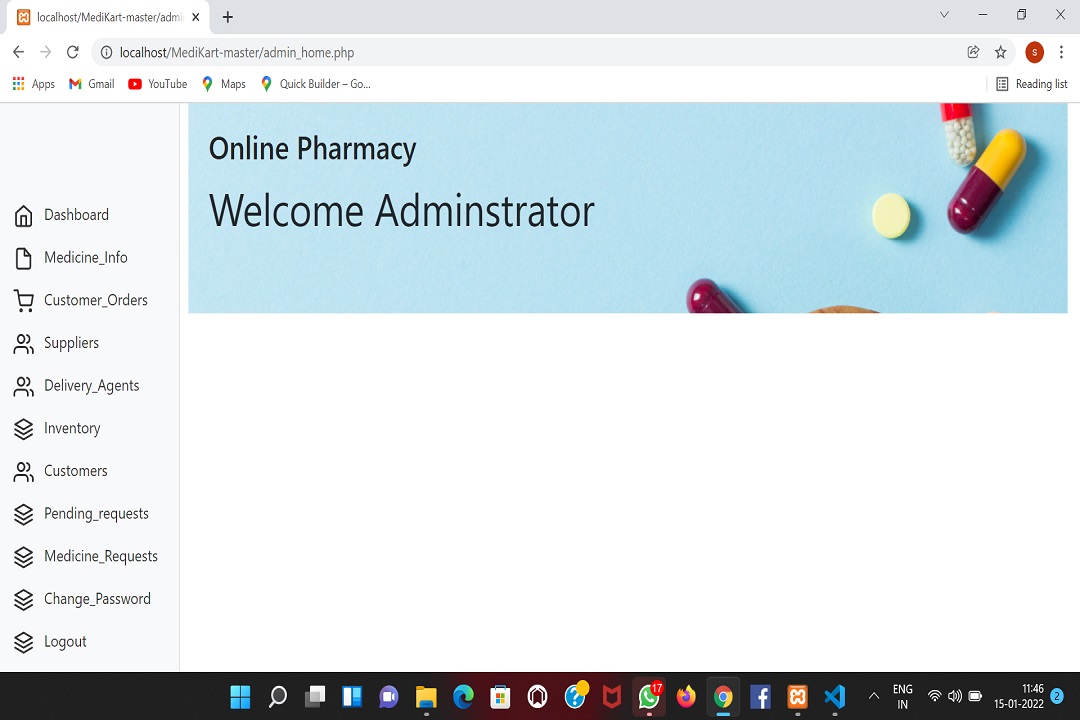 localhost/MediKart-master/admi
localhost/MediKart-master/admin_home.php
S
Apps
Gmail
YouTube
Maps
Quick Builder – Go...
Reading list
Online Pharmacy
Welcome Adminstrator
Dashboard
Medicine_Info
Customer_Orders
Suppliers
Delivery_Agents
Inventory
Customers
Pending_requests
Medicine_Requests
Change_Password
Logout
17
ENG
IN
11:46
15-01-2022
2